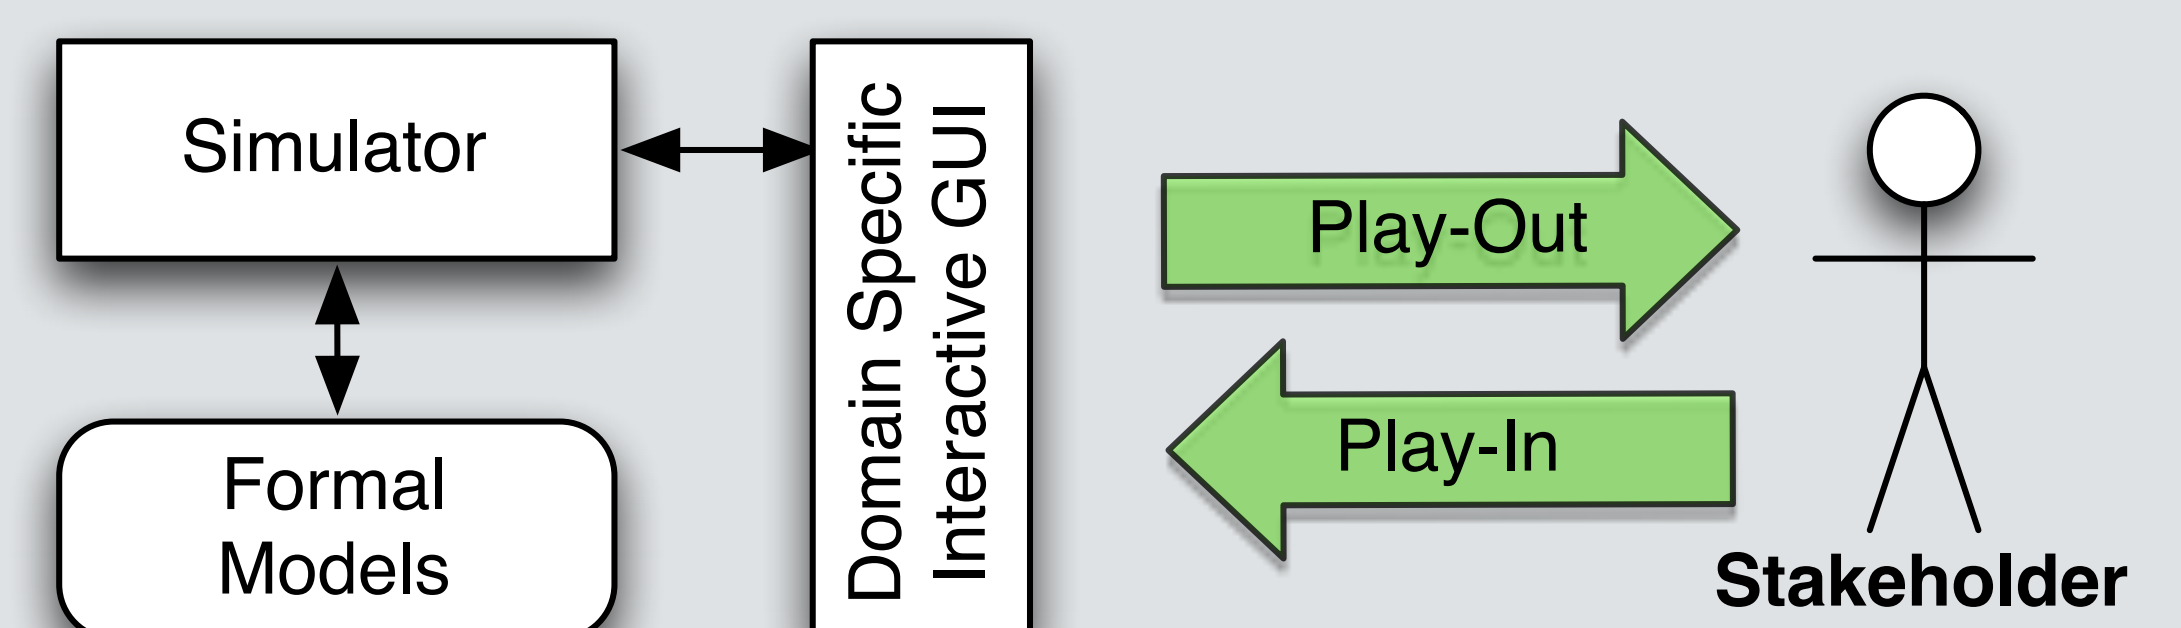 Simulator
Formal
Models
Domain Specific
Interactive GUI
Play-Out
Play-In
Stakeholder